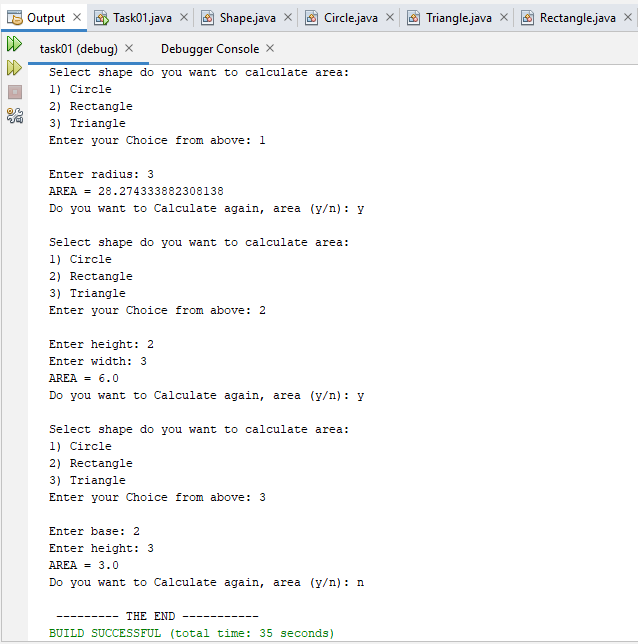 Output Task01.java Shape.java Circle.java Triangle.java Rectangle.java
task01 (debug) Debugger Console
Select shape do you want to calculate area:
1) Circle
2) Rectangle
3) Triangle
Enter your Choice from above: 1
Enter radius: 3
AREA = 28.274333882308138
Do you want to Calculate again, area (y/n): y
Select shape do you want to calculate area:
1) Circle
2) Rectangle
3) Triangle
Enter your Choice from above: 2
Enter height: 2
Enter width: 3
AREA = 6.0
Do you want to Calculate again, area (y/n): y
Select shape do you want to calculate area:
1) Circle
2) Rectangle
3) Triangle
Enter your Choice from above: 3
Enter base: 2
Enter height: 3
AREA = 3.0
Do you want to Calculate again, area (y/n): n
--------- THE END -----------
BUILD SUCCESSFUL (total time: 35 seconds)